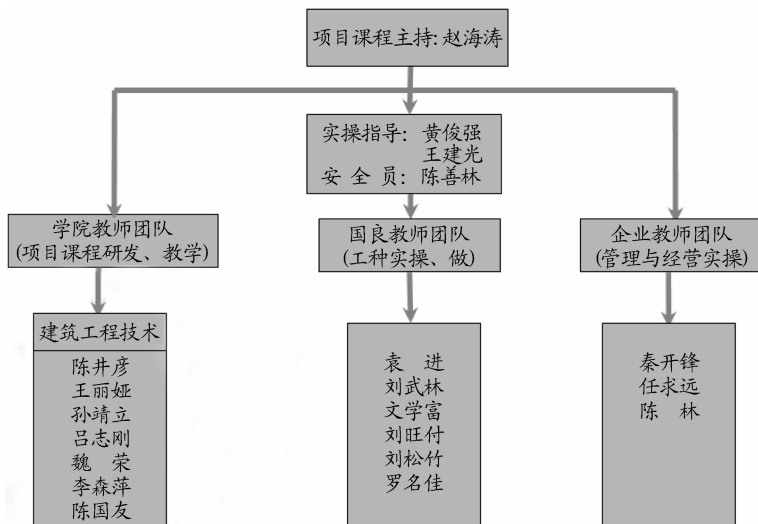 项目课程主持:赵海涛
实操指导: 黄俊强
王建光
安 全 员: 陈善林
学院教师团队
(项目课程研发、教学)
国良教师团队
(工种实操、做)
企业教师团队
(管理与经营实操)
建筑工程技术
陈井彦
王丽娅
孙靖立
吕志刚
魏 荣
李森萍
陈国友
袁 进
刘武林
文学富
刘旺付
刘松竹
罗名佳
秦开锋
任求远
陈 林